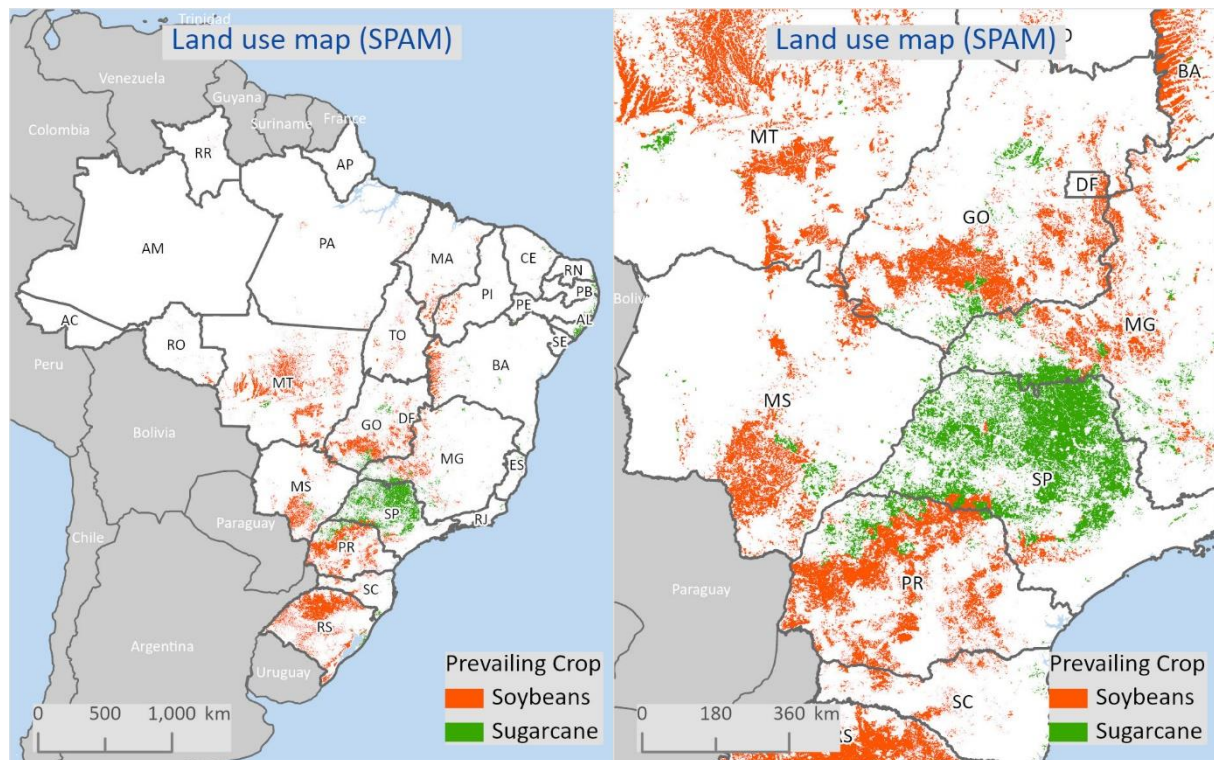 Land use map (SPAM)
Trinidad
Venezuela
Guyana
Suriname
France
Colombia
RR
AP
AM
PA
MA
CE
RN
PB
PI
PE
AL
SE
AC
RO
TO
BA
Peru
MT
GO
DF
Bolivia
MG
ES
MS
SP
RJ
Paraguay
Chile
PR
SC
RS
Argentina
Uruguay
Prevailing Crop
Soybeans
Sugarcane
0 500 1,000 km
Land use map (SPAM)
BA
MT
DF
GO
MG
MS
SP
Paraguay
PR
SC
RS
Prevailing Crop
Soybeans
Sugarcane
0 180 360 km